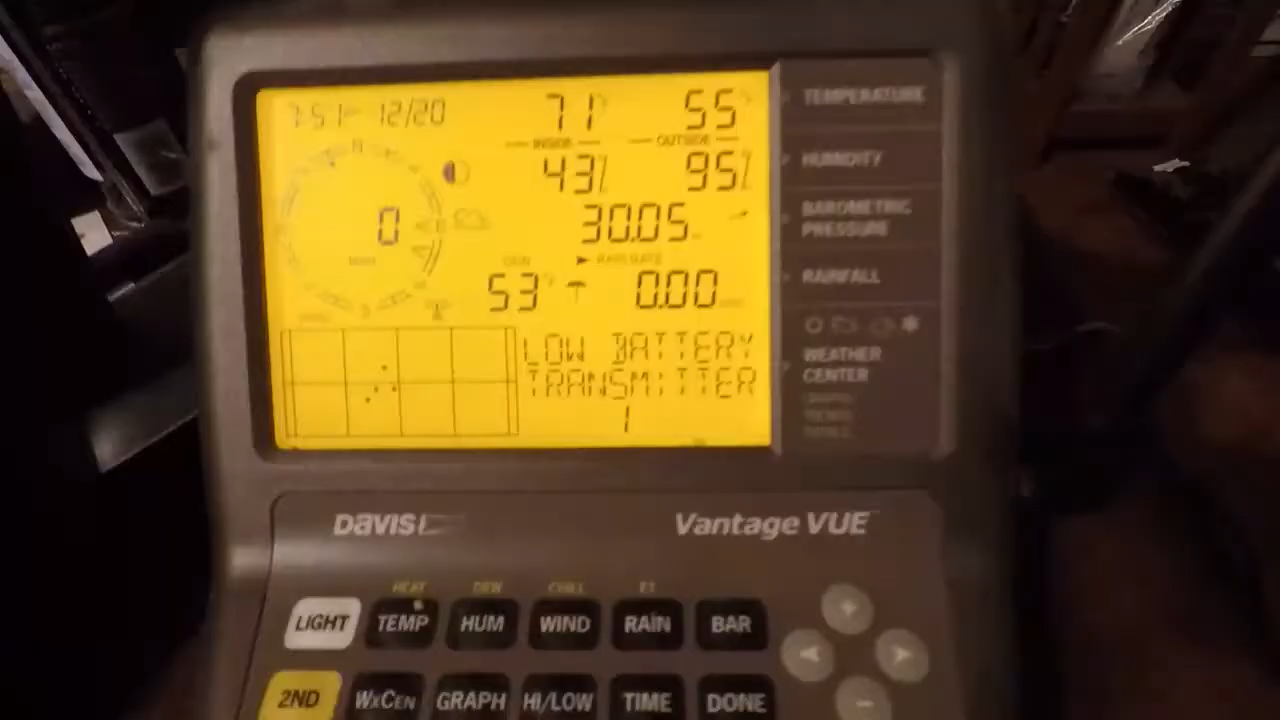 7:51 12/20
71 55
INSIDE OUTSIDE
43% 95%
N
0
30.05
RAIN RATE
53° 0.00
LOW BATTERY
TRANSMITTER
1
TEMPERATURE
HUMIDITY
BAROMETRIC
PRESSURE
RAINFALL
WEATHER
CENTER
DAVIS
Vantage VUE
HEAT DEW CHILL ET
LIGHT TEMP HUM WIND RAIN BAR
2ND WxCEN GRAPH HI/LOW TIME DONE
+
-